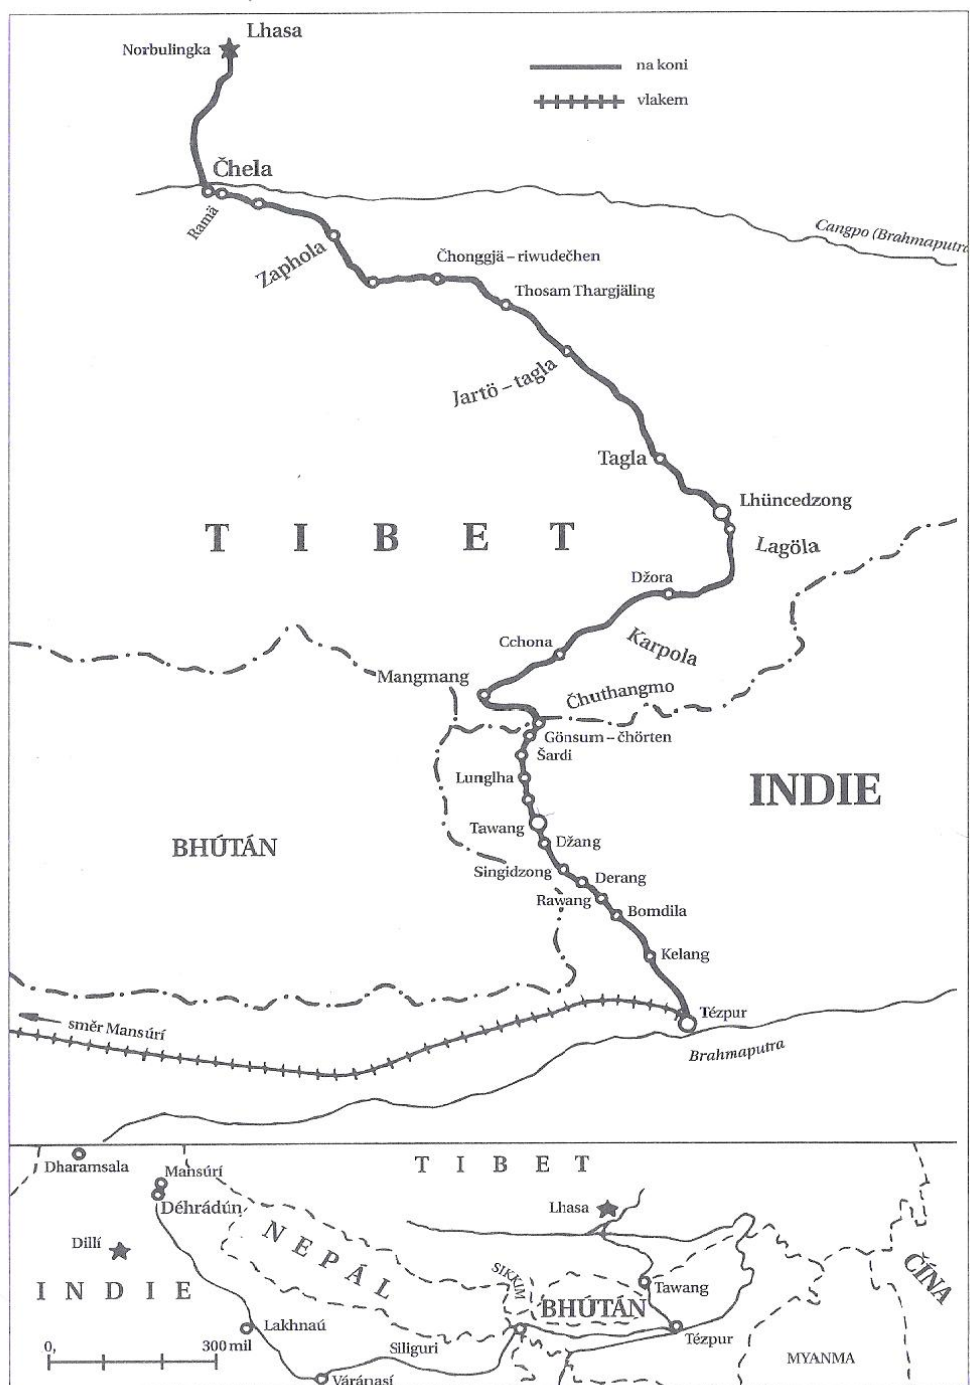 Lhasa
Norbulingka
na koni
vlakem
Čhela
Ramä
Cangpo (Brahmaputra
Zaphola
Čhonggjä – riwudečhen
Thosam Thargjäling
Jartö – tagla
Tagla
Lhüncedzong
TIBET
Lagöla
Džora
Cchona
Karpola
Mangmang
Čhuthangmo
Gönsum – čhörten
Šardi
Lunglha
INDIE
Tawang
BHÚTÁN
Džang
Singidzong
Derang
Rawang
Bomdila
Kelang
Tézpur
směr Mansúrí
Brahmaputra
Dharamsala
TIBET
Mansúrí
Déhrádún
Lhasa
Dillí
NEPÁL
SIKKIM
ČÍNA
INDIE
Tawang
BHÚTÁN
Lakhnaú
0,
300 mil
Siliguri
Tézpur
MYANMA
Váránasí